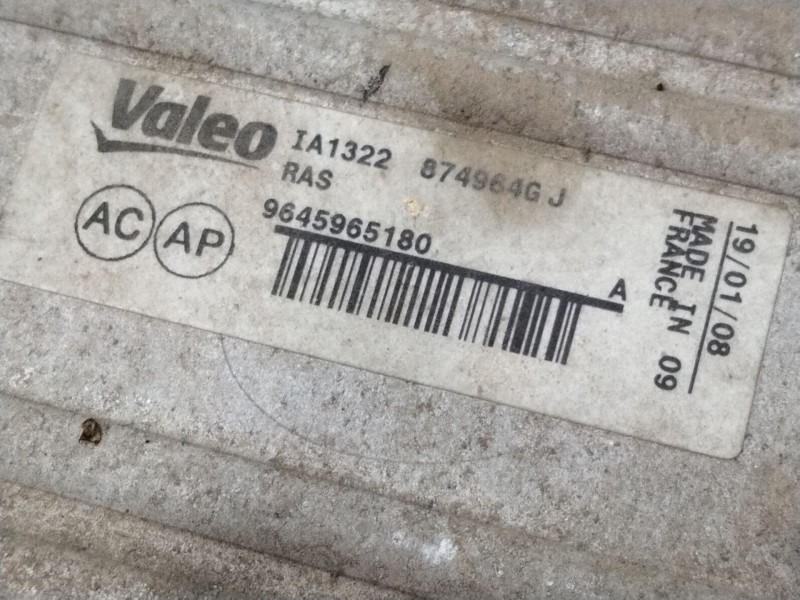 Valeo
IA1322 874964G J
RAS
AC AP
9645965180
A
19/01/08
MADE IN 09
FRANCE